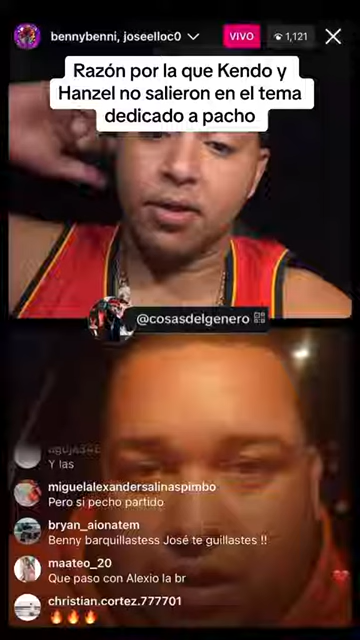 bennybenni, joseelloc0
VIVO
1,121
Razón por la que Kendo y
Hanzel no salieron en el tema
dedicado a pacho
@cosasdelgenero
Y las
miguelalexandersalinaspimbo
Pero si pecho partido
bryan_aionatem
Benny barquillastess José te guillastes !!
maateo_20
Que paso con Alexio la br
christian.cortez.777701
🔥🔥🔥